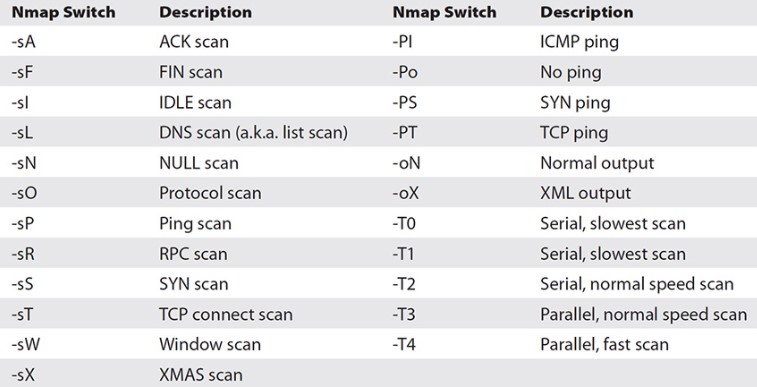 Nmap Switch Description Nmap Switch Description
-sA ACK scan -PI ICMP ping
-sF FIN scan -Po No ping
-sI IDLE scan -PS SYN ping
-sL DNS scan (a.k.a. list scan) -PT TCP ping
-sN NULL scan -oN Normal output
-sO Protocol scan -oX XML output
-sP Ping scan -T0 Serial, slowest scan
-sR RPC scan -T1 Serial, slowest scan
-sS SYN scan -T2 Serial, normal speed scan
-sT TCP connect scan -T3 Parallel, normal speed scan
-sW Window scan -T4 Parallel, fast scan
-sX XMAS scan